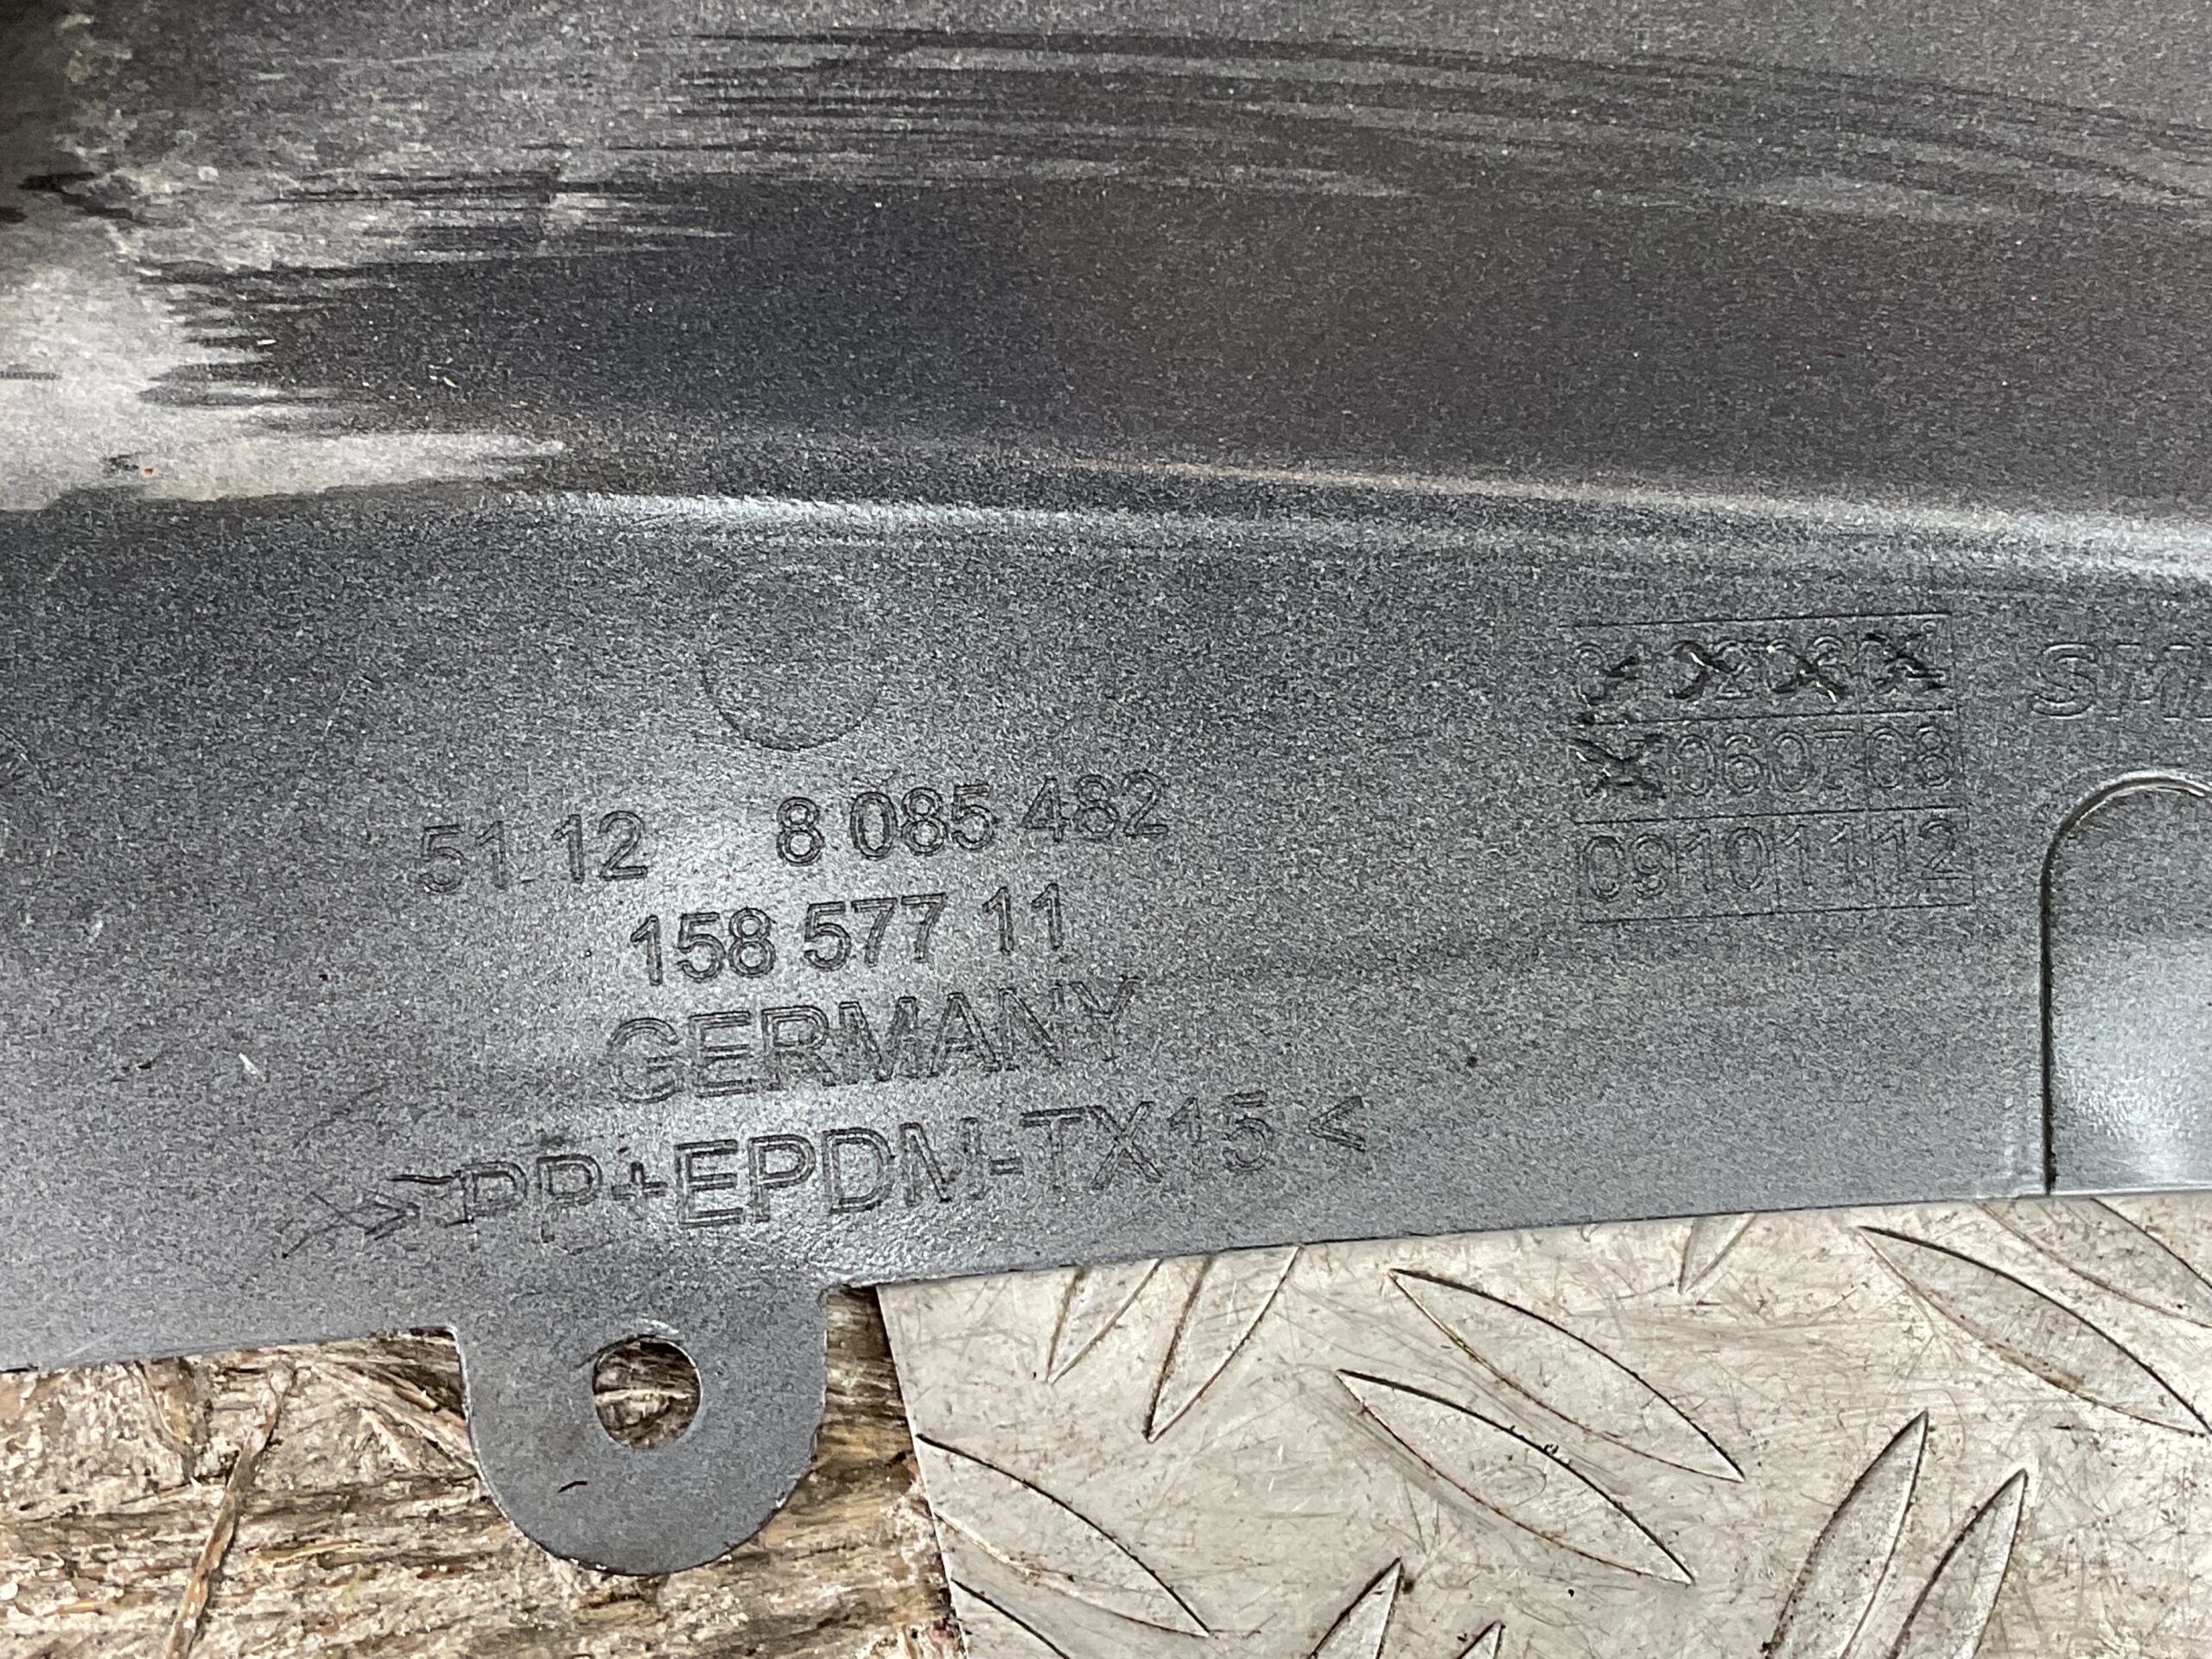 51.12 8 085 482
158 577 11
GERMANY
>PP+EPDM-TX15<
060708
09101112